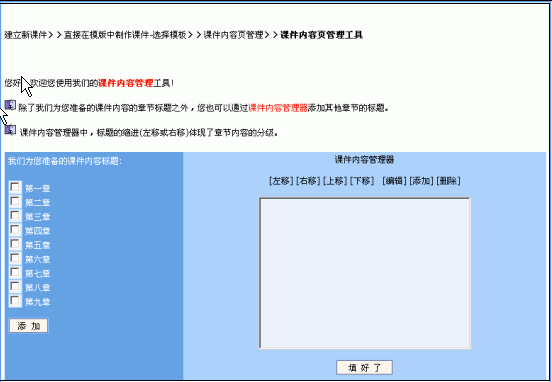 建立新课件>>直接在模版中制作课件-选择模板>>课件内容页管理>>课件内容页管理工具
您好，欢迎您使用我们的课件内容管理工具！
除了我们为您准备的课件内容的章节标题之外，您也可以通过课件内容管理器添加其他章节的标题。
课件内容管理器中，标题的缩进(左移或右移)体现了章节内容的分级。
我们为您准备的课件内容标题：
第一章
第二章
第三章
第四章
第五章
第六章
第七章
第八章
第九章
添 加
课件内容管理器
[左移] [右移] [上移] [下移] [编辑] [添加] [删除]
填 好 了